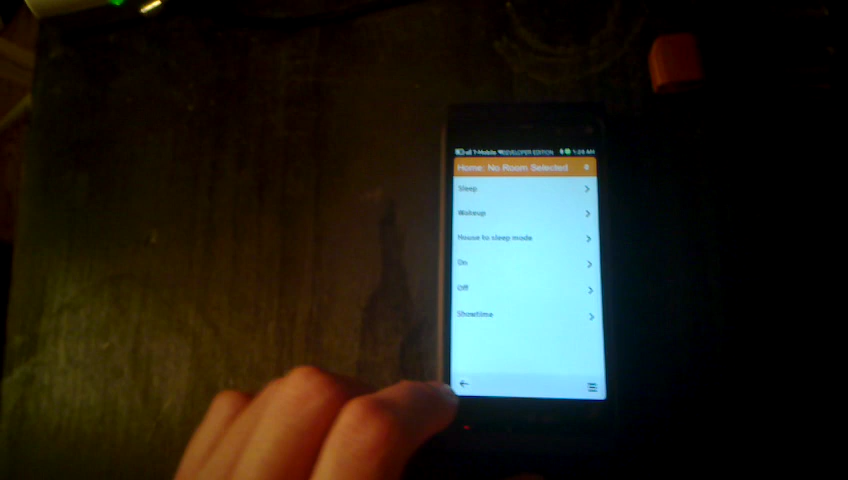 T-Mobile DEVELOPER EDITION
Home: No Room Selected
Sleep
Wakeup
House to sleep mode
On
Off
Showtime